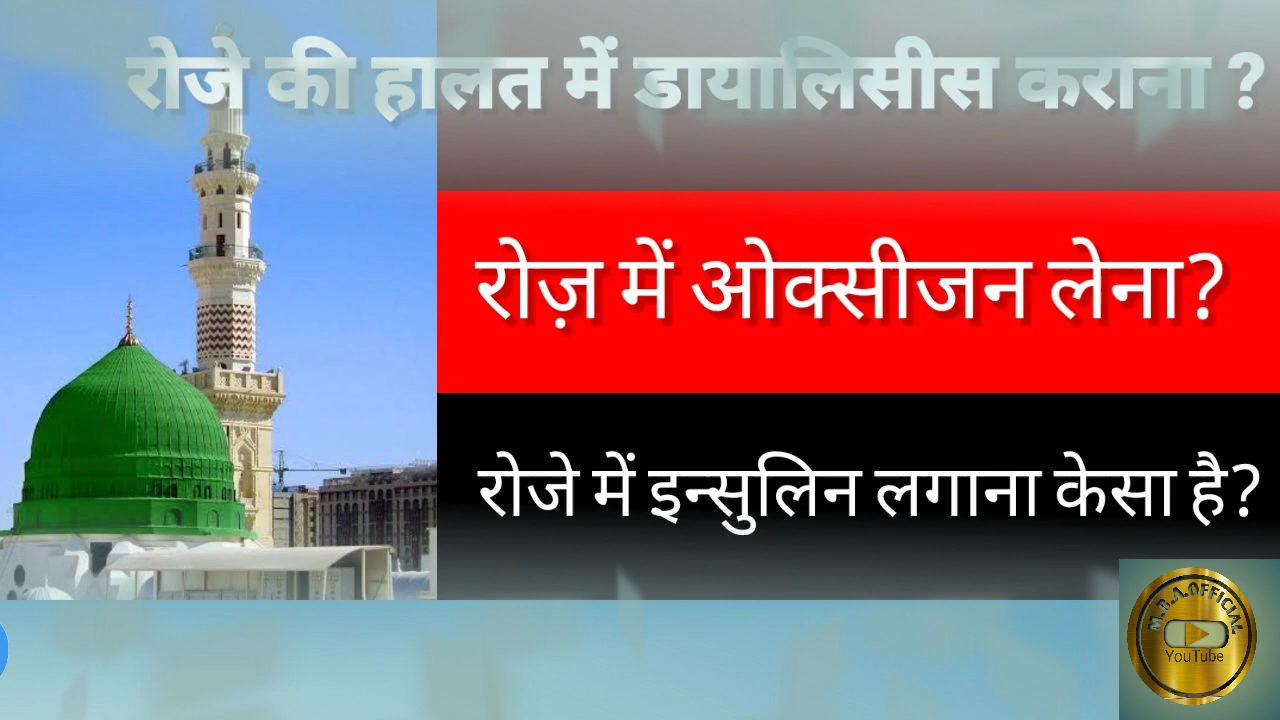 रोजे की हालत में डायालिसीस कराना ?
रोज़ में ओक्सीजन लेना?
रोजे में इन्सुलिन लगाना केसा है?
M.B.A.OFFICIAL
YouTube